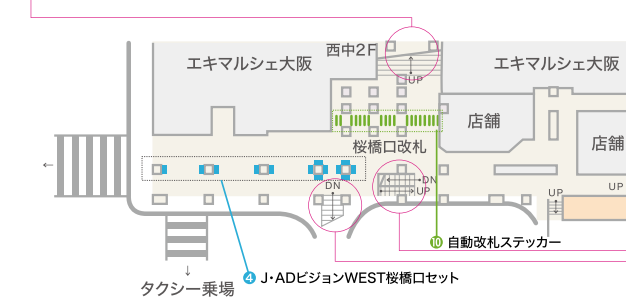 西中2F
エキマルシェ大阪
エキマルシェ大阪
UP
店舗
店舗
桜橋口改札
DN
DN
UP
UP
UP
⑩ 自動改札ステッカー
④ J・ADビジョンWEST桜橋口セット
タクシー乗場